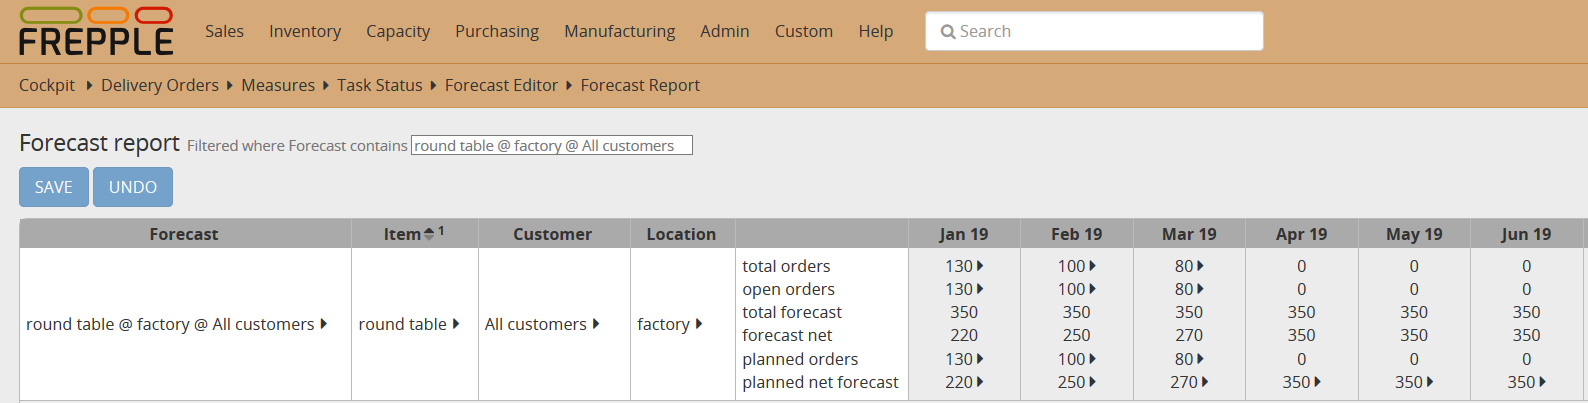 FREPPLE Sales Inventory Capacity Purchasing Manufacturing Admin Custom Help Search
Cockpit Delivery Orders Measures Task Status Forecast Editor Forecast Report
Forecast report Filtered where Forecast contains round table @ factory @ All customers
SAVE UNDO
Forecast Item 1 Customer Location Jan 19 Feb 19 Mar 19 Apr 19 May 19 Jun 19
total orders 130 100 80 0 0 0
open orders 130 100 80 0 0 0
total forecast 350 350 350 350 350 350
round table @ factory @ All customers round table All customers factory
forecast net 220 250 270 350 350 350
planned orders 130 100 80 0 0 0
planned net forecast 220 250 270 350 350 350